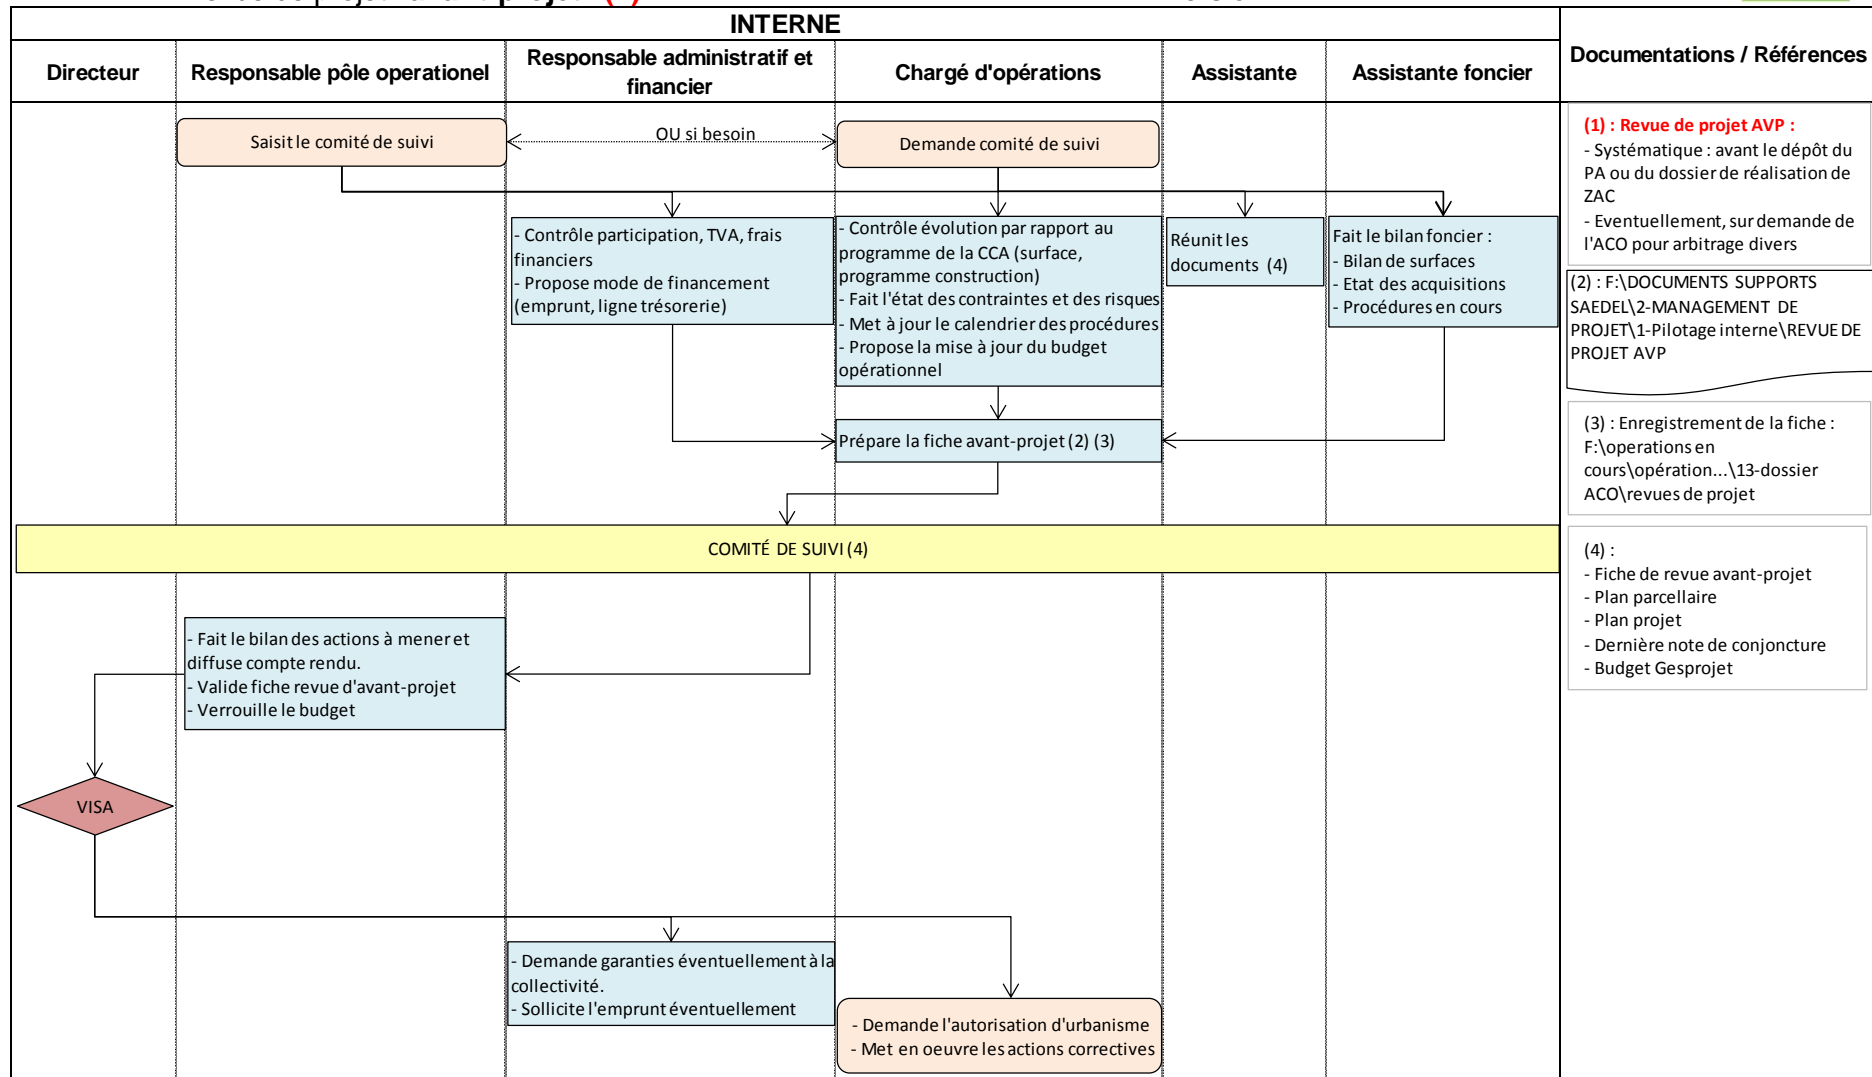 INTERNE
Directeur
Responsable pôle operationel
Responsable administratif et
financier
Chargé d'opérations
Assistante
Assistante foncier
Documentations / Références
Saisit le comité de suivi
OU si besoin
Demande comité de suivi
- Contrôle participation, TVA, frais
financiers
- Propose mode de financement
(emprunt, ligne trésorerie)
- Contrôle évolution par rapport au
programme de la CCA (surface,
programme construction)
- Fait l'état des contraintes et des risques
- Met à jour le calendrier des procédures
- Propose la mise à jour du budget
opérationnel
Réunit les
documents (4)
Fait le bilan foncier :
- Bilan de surfaces
- Etat des acquisitions
- Procédures en cours
Prépare la fiche avant-projet (2) (3)
COMITÉ DE SUIVI (4)
- Fait le bilan des actions à mener et
diffuse compte rendu.
- Valide fiche revue d'avant-projet
- Verrouille le budget
VISA
- Demande garanties éventuellement à la
collectivité.
- Sollicite l'emprunt éventuellement
- Demande l'autorisation d'urbanisme
- Met en oeuvre les actions correctives
(1) : Revue de projet AVP :
- Systématique : avant le dépôt du
PA ou du dossier de réalisation de
ZAC
- Eventuellement, sur demande de
l'ACO pour arbitrage divers
(2) : F:\DOCUMENTS SUPPORTS
SAEDEL\2-MANAGEMENT DE
PROJET\1-Pilotage interne\REVUE DE
PROJET AVP
(3) : Enregistrement de la fiche :
F:\operations en
cours\opération...\13-dossier
ACO\revues de projet
(4) :
- Fiche de revue avant-projet
- Plan parcellaire
- Plan projet
- Dernière note de conjoncture
- Budget Gesprojet